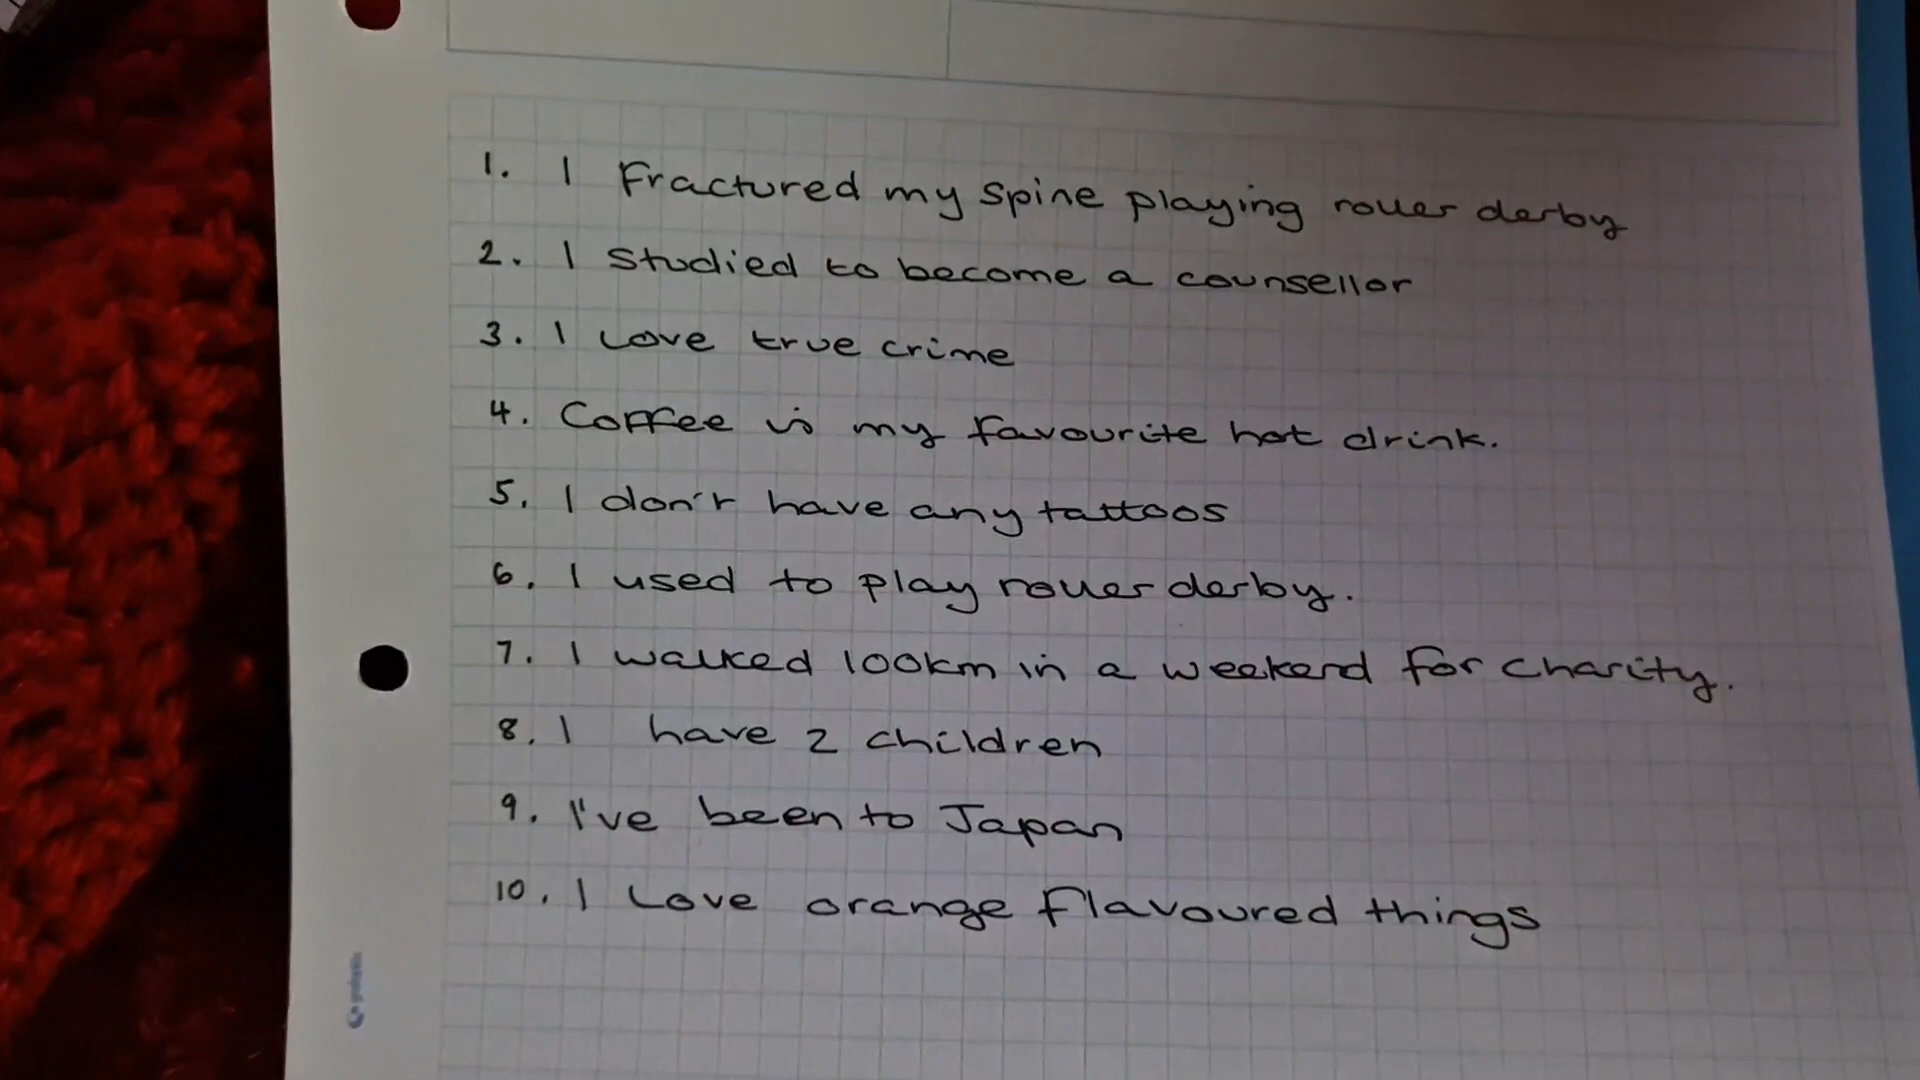 1. I Fractured my spine playing roller derby
2. I studied to become a counsellor
3. I Love true crime
4. Coffee is my favourite hot drink.
5. I don't have any tattoos
6. I used to play roller derby.
7. I walked 100km in a weekend for charity.
8. I have 2 children
9. I've been to Japan
10. I Love orange flavoured things